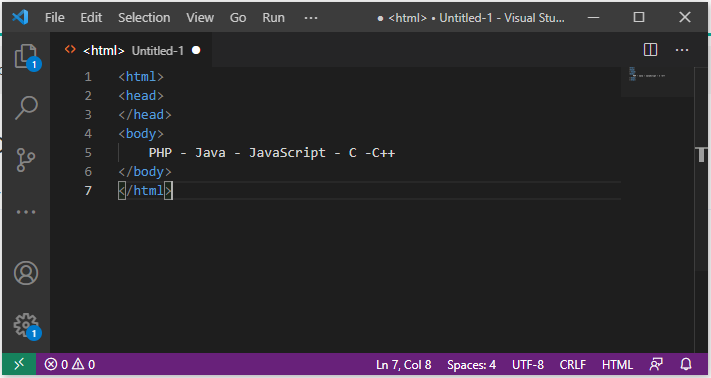 File Edit Selection View Go Run ··· ● <html> • Untitled-1 - Visual Stu...
<> <html> Untitled-1 ● ···
1 <html>
2 <head>
3 </head>
4 <body>
5 PHP - Java - JavaScript - C -C++
6 </body>
7 </html>
1
1
0 0 Ln 7, Col 8 Spaces: 4 UTF-8 CRLF HTML